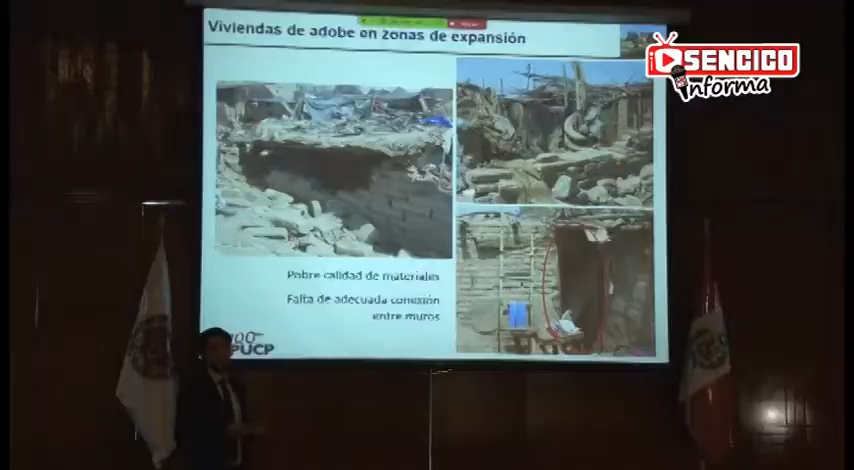 Viviendas de adobe en zonas de expansión
SENCICO
informa
Pobre calidad de materiales
Falta de adecuada conexión
entre muros
100
PUCP